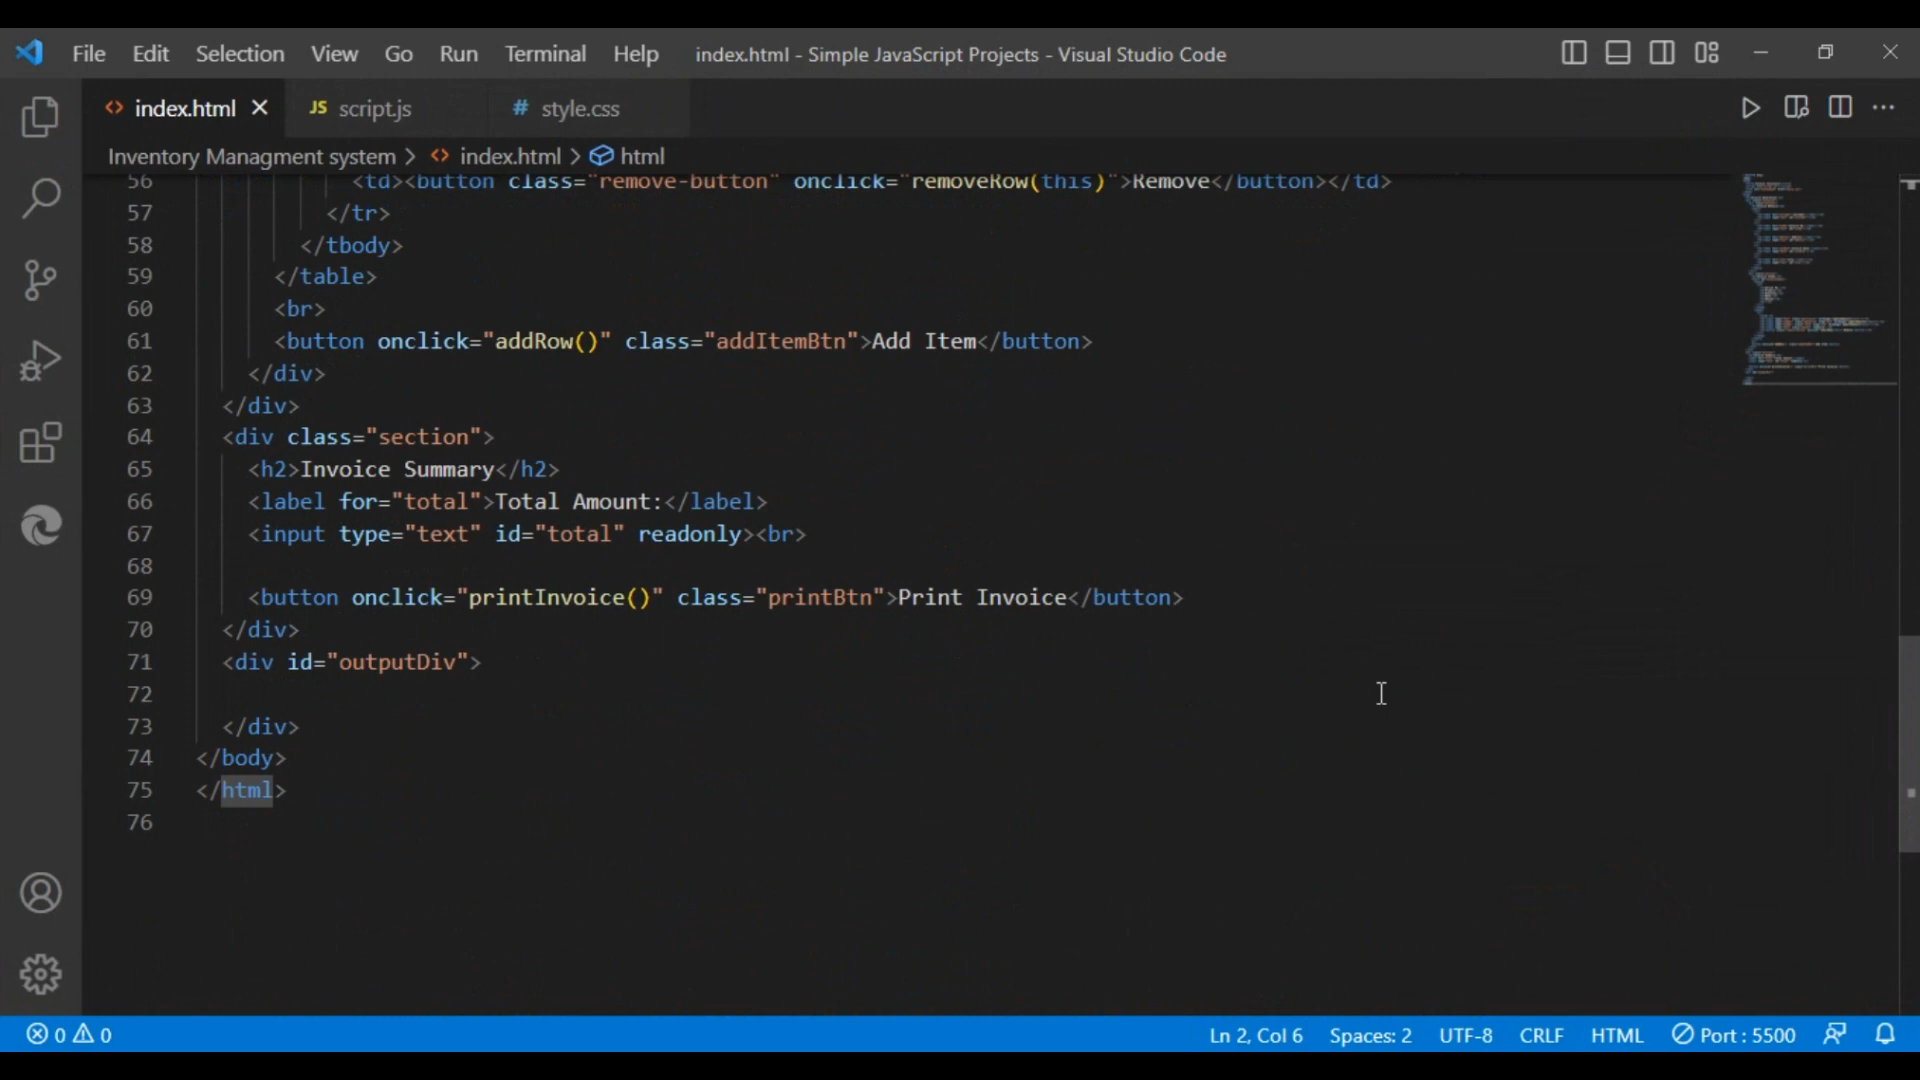 File Edit Selection View Go Run Terminal Help index.html - Simple JavaScript Projects - Visual Studio Code
<> index.html × JS script.js # style.css
Inventory Managment system > <> index.html > html
56 <td><button class="remove-button" onclick="removeRow(this)">Remove</button></td>
57 </tr>
58 </tbody>
59 </table>
60 <br>
61 <button onclick="addRow()" class="addItemBtn">Add Item</button>
62 </div>
63 </div>
64 <div class="section">
65 <h2>Invoice Summary</h2>
66 <label for="total">Total Amount:</label>
67 <input type="text" id="total" readonly><br>
68
69 <button onclick="printInvoice()" class="printBtn">Print Invoice</button>
70 </div>
71 <div id="outputDiv">
72
73 </div>
74 </body>
75 </html>
76
0 0 Ln 2, Col 6 Spaces: 2 UTF-8 CRLF HTML Port : 5500